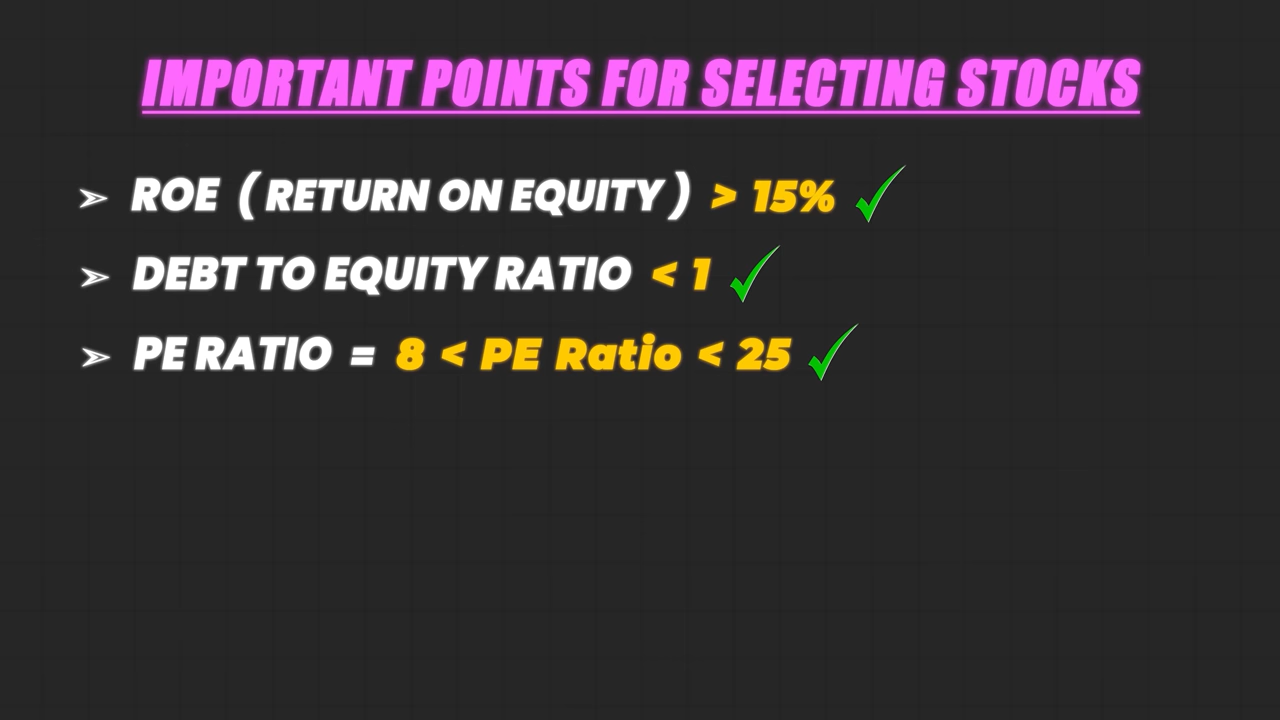 IMPORTANT POINTS FOR SELECTING STOCKS
➢ ROE ( RETURN ON EQUITY ) > 15% ✓
➢ DEBT TO EQUITY RATIO < 1 ✓
➢ PE RATIO = 8 < PE Ratio < 25 ✓